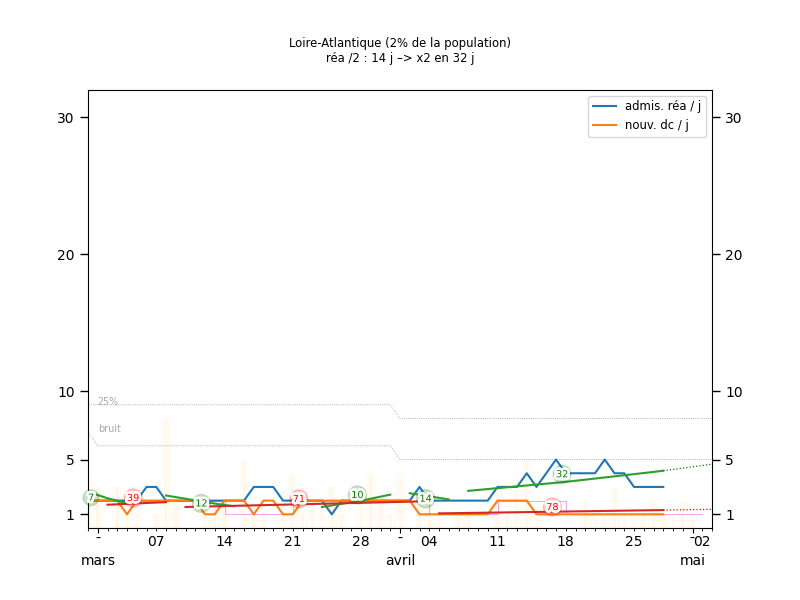 Loire-Atlantique (2% de la population)
réa /2 : 14 j –> x2 en 32 j
admis. réa / j
nouv. dc / j
30 30
20 20
10 10
25%
bruit
5 5
1 1
7 39 12 71 10 14 32 78
- 07 14 21 28 - 04 11 18 25 -02
mars avril mai